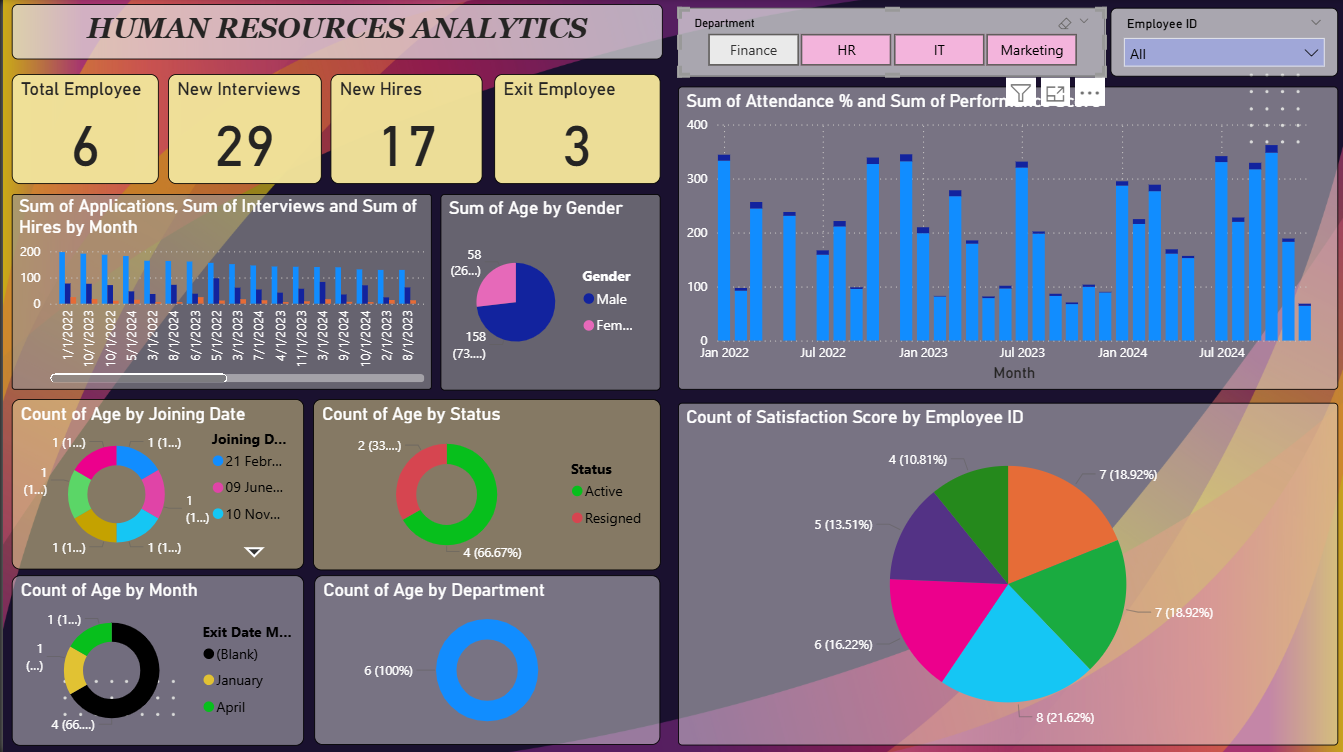 HUMAN RESOURCES ANALYTICS
Department
Finance
HR
IT
Marketing
Employee ID
All
Total Employee
6
New Interviews
29
New Hires
17
Exit Employee
3
Sum of Applications, Sum of Interviews and Sum of
Hires by Month
200
100
0
1/1/2022
10/1/2023
10/1/2022
5/1/2024
3/1/2022
8/1/2024
6/1/2023
5/1/2022
3/1/2023
7/1/2024
4/1/2023
11/1/2023
3/1/2024
9/1/2024
10/1/2024
2/1/2023
8/1/2023
Sum of Age by Gender
58
(26...)
158
(73....)
Gender
Male
Fem...
Sum of Attendance % and Sum of Performance Score
400
300
200
100
0
Jan 2022
Jul 2022
Jan 2023
Jul 2023
Jan 2024
Jul 2024
Month
Count of Age by Joining Date
1 (1...)
1 (1...)
1
(1...)
1
(1...)
1 (1...)
1 (1...)
Joining D...
21 Febr...
09 June...
10 Nov...
Count of Age by Status
2 (33....)
4 (66.67%)
Status
Active
Resigned
Count of Age by Month
1 (1...)
1
(...)
4 (66....)
Exit Date M...
(Blank)
January
April
Count of Age by Department
6 (100%)
Count of Satisfaction Score by Employee ID
4 (10.81%)
7 (18.92%)
5 (13.51%)
7 (18.92%)
6 (16.22%)
8 (21.62%)